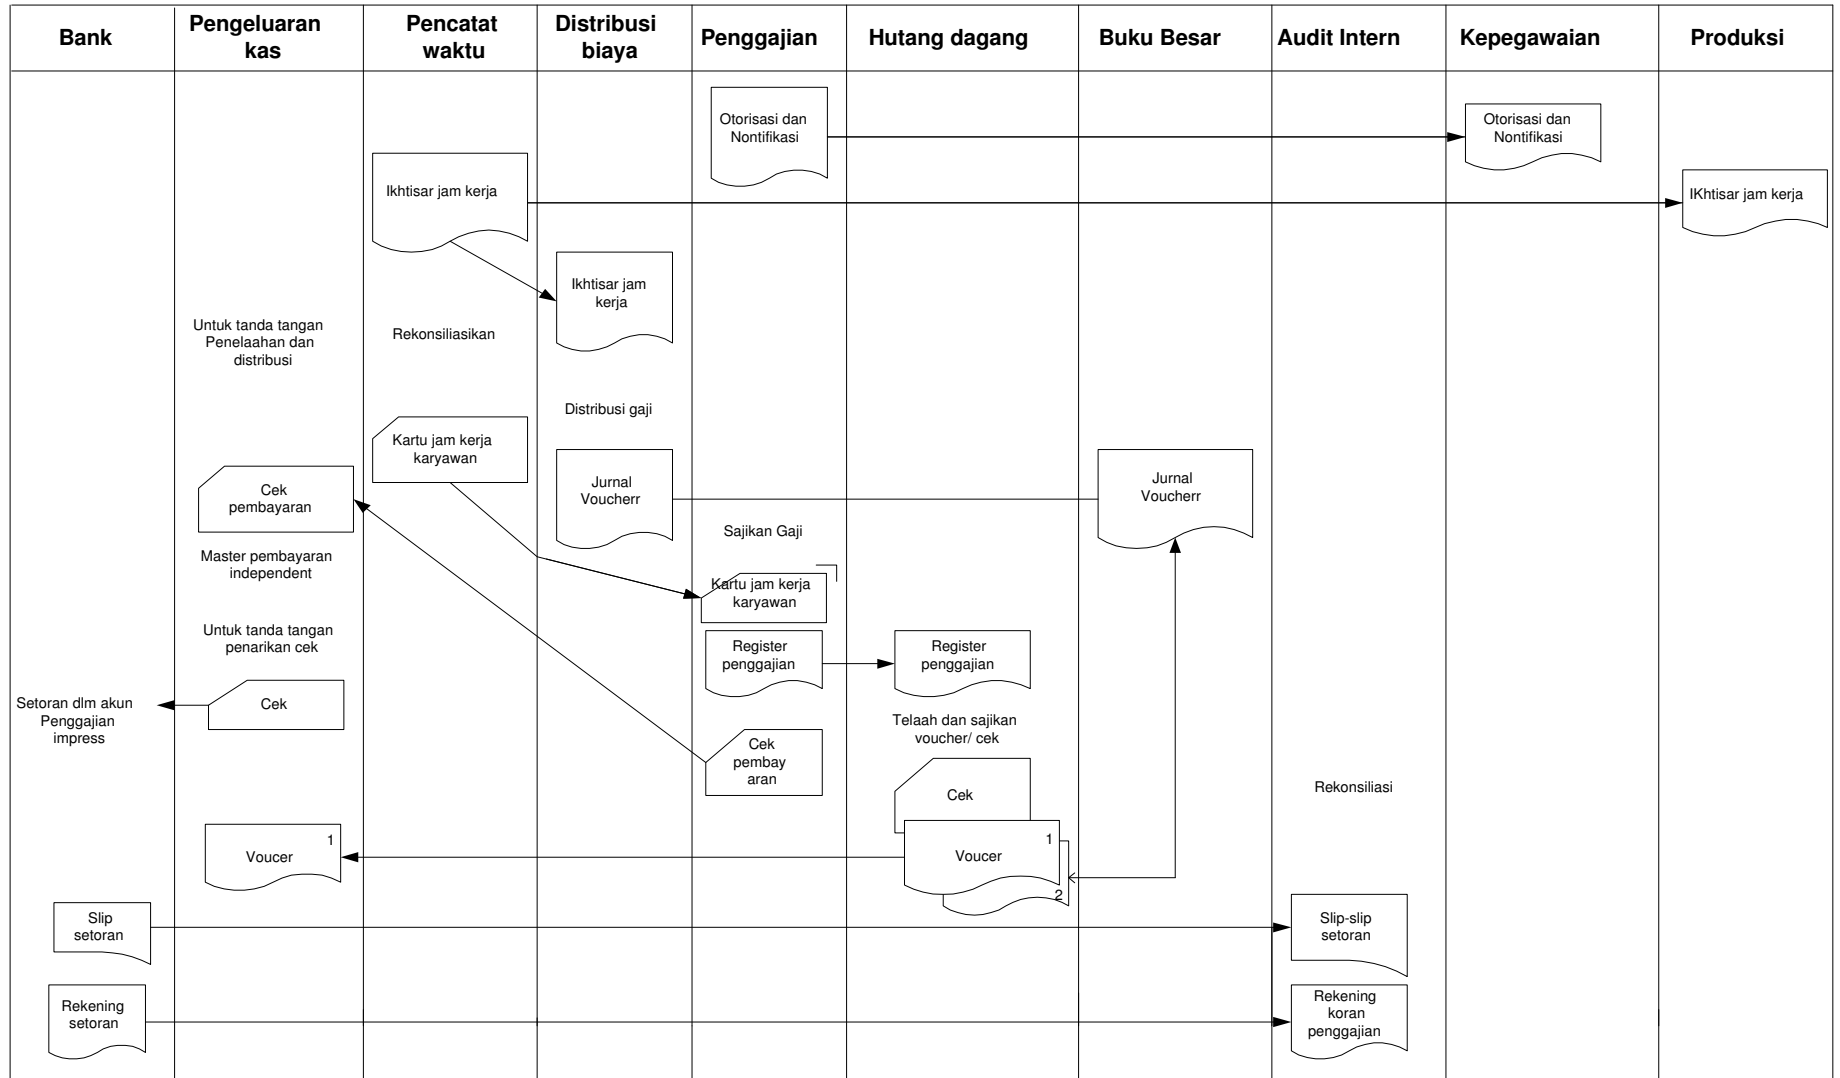 Bank
Pengeluaran
kas
Pencatat
waktu
Distribusi
biaya
Penggajian
Hutang dagang
Buku Besar
Audit Intern
Kepegawaian
Produksi
Otorisasi dan
Nontifikasi
Otorisasi dan
Nontifikasi
Ikhtisar jam kerja
IKhtisar jam kerja
Ikhtisar jam
kerja
Untuk tanda tangan
Penelaahan dan
distribusi
Rekonsiliasikan
Distribusi gaji
Kartu jam kerja
karyawan
Cek
pembayaran
Jurnal
Voucherr
Jurnal
Voucherr
Sajikan Gaji
Master pembayaran
independent
Kartu jam kerja
karyawan
Untuk tanda tangan
penarikan cek
Register
penggajian
Register
penggajian
Setoran dlm akun
Penggajian
impress
Cek
Telaah dan sajikan
voucher/ cek
Cek
pembay
aran
Cek
Rekonsiliasi
Voucer
1
Voucer
1
2
Slip
setoran
Slip-slip
setoran
Rekening
setoran
Rekening
koran
penggajian